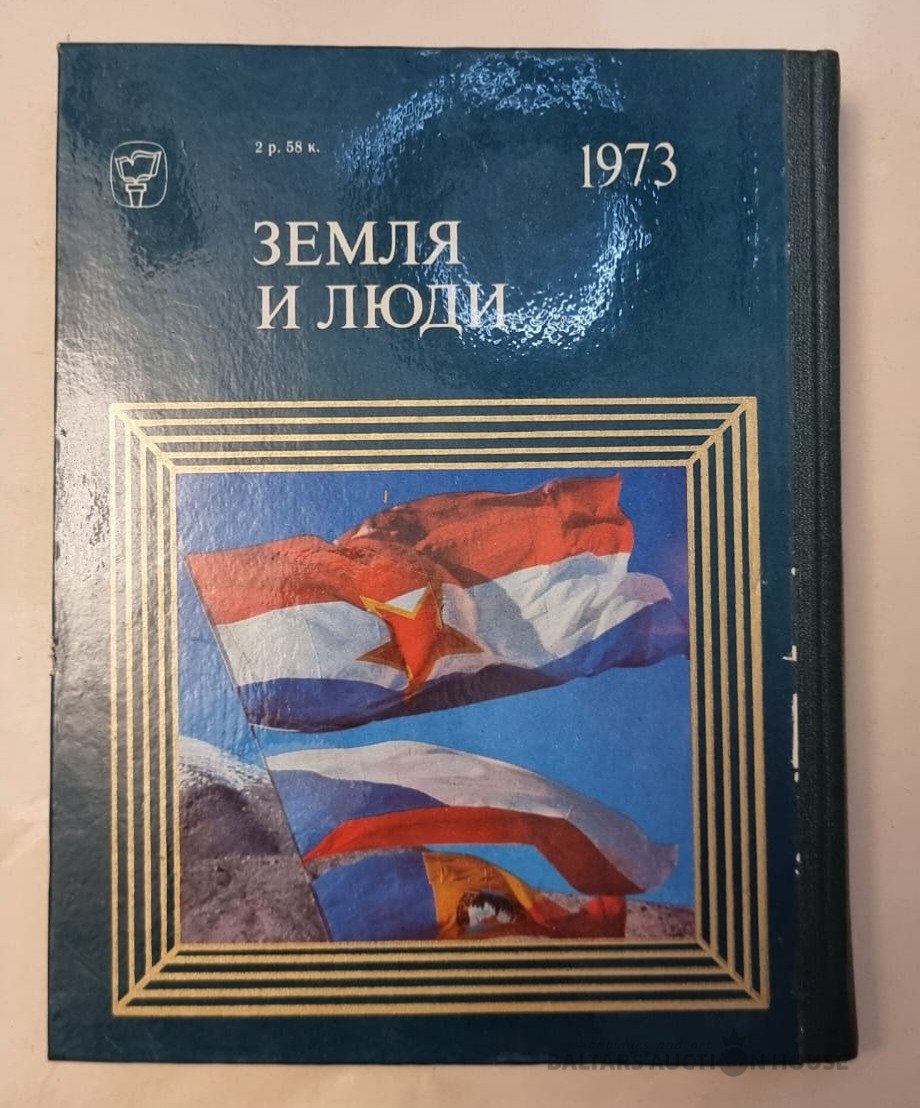 2 р. 58 к.
1973
ЗЕМЛЯ
И ЛЮДИ
BALTARS AUCTION HOUSE